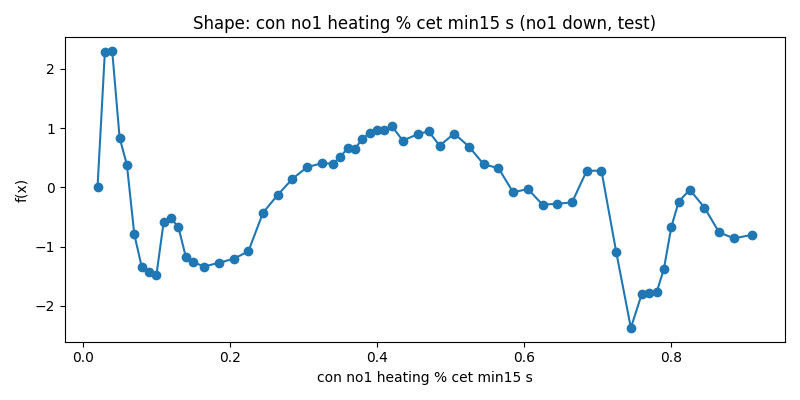 Shape: con no1 heating % cet min15 s (no1 down, test)
f(x)
2
1
0
−1
−2
0.0 0.2 0.4 0.6 0.8
con no1 heating % cet min15 s